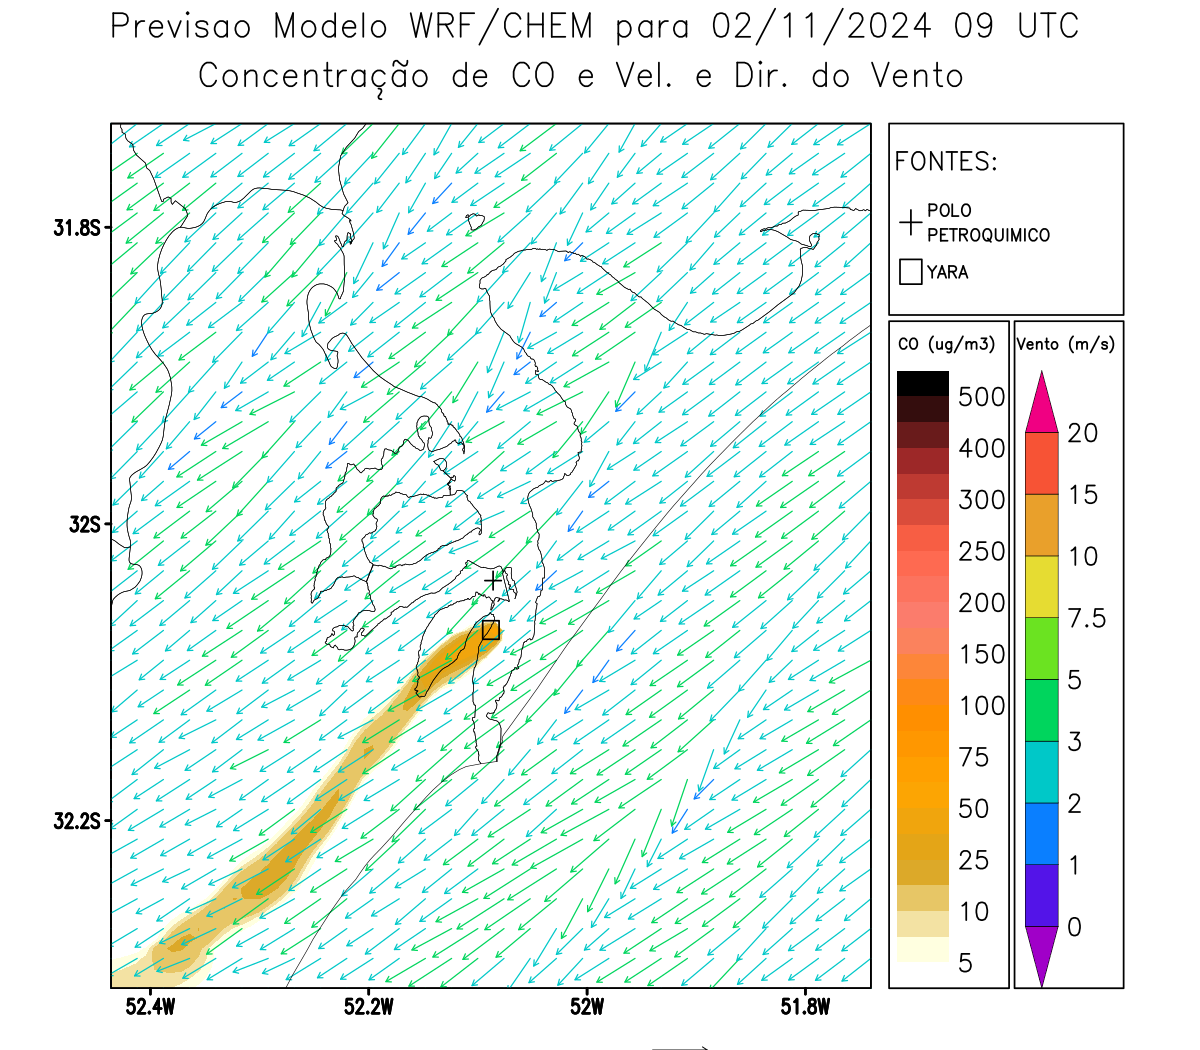 Previsao Modelo WRF/CHEM para 02/11/2024 09 UTC
Concentração de CO e Vel. e Dir. do Vento
FONTES:
POLO
PETROQUIMICO
YARA
31.8S
32S
32.2S
52.4W
52.2W
52W
51.8W
CO (ug/m3)
500
400
300
250
200
150
100
75
50
25
10
5
Vento (m/s)
20
15
10
7.5
5
3
2
1
0